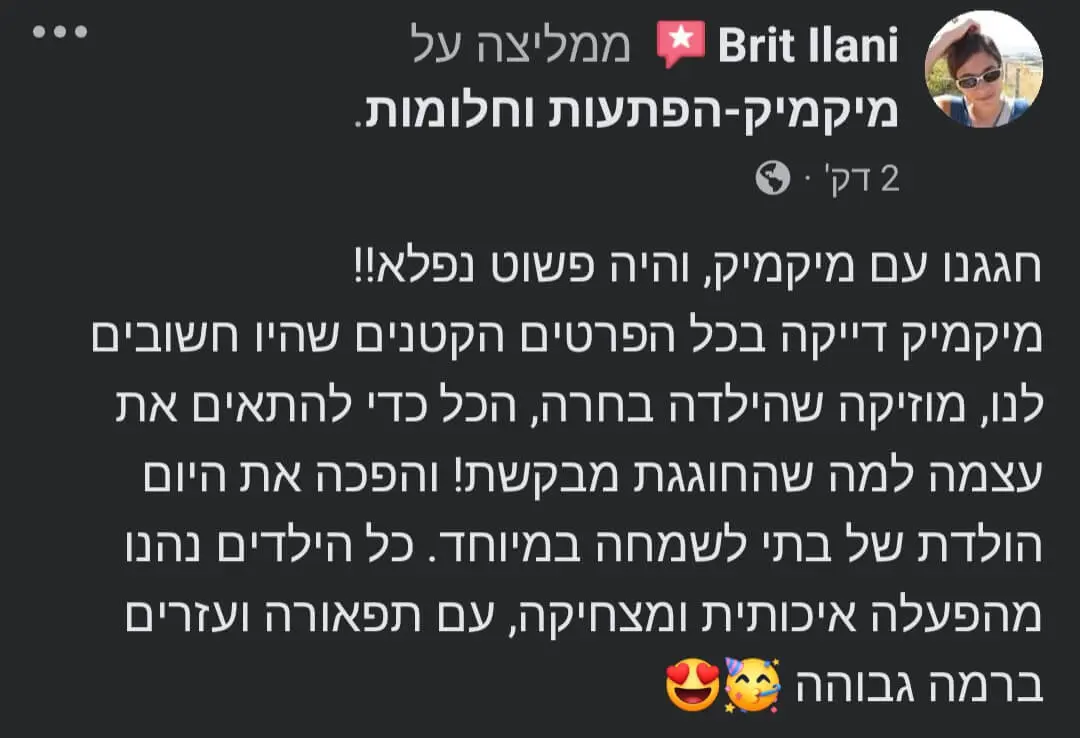 Brit Ilani ממליצה על
מיקמיק-הפתעות וחלומות.
2 דק' ·
חגגנו עם מיקמיק, והיה פשוט נפלא!!
מיקמיק דייקה בכל הפרטים הקטנים שהיו חשובים
לנו, מוזיקה שהילדה בחרה, הכל כדי להתאים את
עצמה למה שהחוגגת מבקשת! והפכה את היום
הולדת של בתי לשמחה במיוחד. כל הילדים נהנו
מהפעלה איכותית ומצחיקה, עם תפאורה ועזרים
ברמה גבוהה 🥳😍